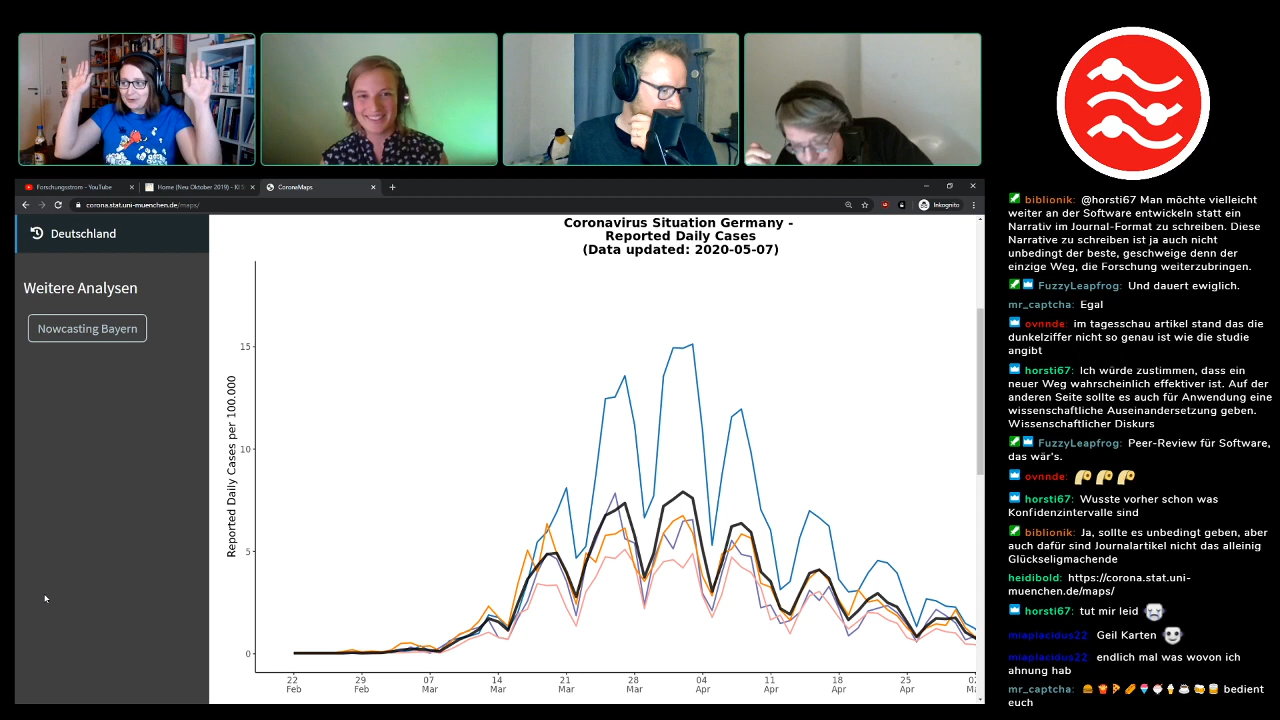 Forschungsstrom - YouTube
Home (Neu Oktober 2019) - KI S
CoronaMaps
corona.stat.uni-muenchen.de/maps/
Inkognito
Deutschland
Weitere Analysen
Nowcasting Bayern
Coronavirus Situation Germany -
Reported Daily Cases
(Data updated: 2020-05-07)
Reported Daily Cases per 100.000
15
10
5
0
22 Feb
29 Feb
07 Mar
14 Mar
21 Mar
28 Mar
04 Apr
11 Apr
18 Apr
25 Apr
biblionik: @horsti67 Man möchte vielleicht
weiter an der Software entwickeln statt ein
Narrativ im Journal-Format zu schreiben. Diese
Narrative zu schreiben ist ja auch nicht
unbedingt der beste, geschweige denn der
einzige Weg, die Forschung weiterzubringen.
FuzzyLeapfrog: Und dauert ewiglich.
mr_captcha: Egal
ovnnde: im tagesschau artikel stand das die
dunkelziffer nicht so genau ist wie die studie
angibt
horsti67: Ich würde zustimmen, dass ein
neuer Weg wahrscheinlich effektiver ist. Auf der
anderen Seite sollte es auch für Anwendung eine
wissenschaftliche Auseinandersetzung geben.
Wissenschaftlicher Diskurs
FuzzyLeapfrog: Peer-Review für Software,
das wär's.
ovnnde:
horsti67: Wusste vorher schon was
Konfidenzintervalle sind
biblionik: Ja, sollte es unbedingt geben, aber
auch dafür sind Journalartikel nicht das alleinig
Glückseligmachende
heidibold: https://corona.stat.uni-
muenchen.de/maps/
horsti67: tut mir leid
miaplacidus22: Geil Karten
miaplacidus22: endlich mal was wovon ich
ahnung hab
mr_captcha: 🍔🍟🍕🌭🍧🍨🍦☕🍻🥃 bedient
euch